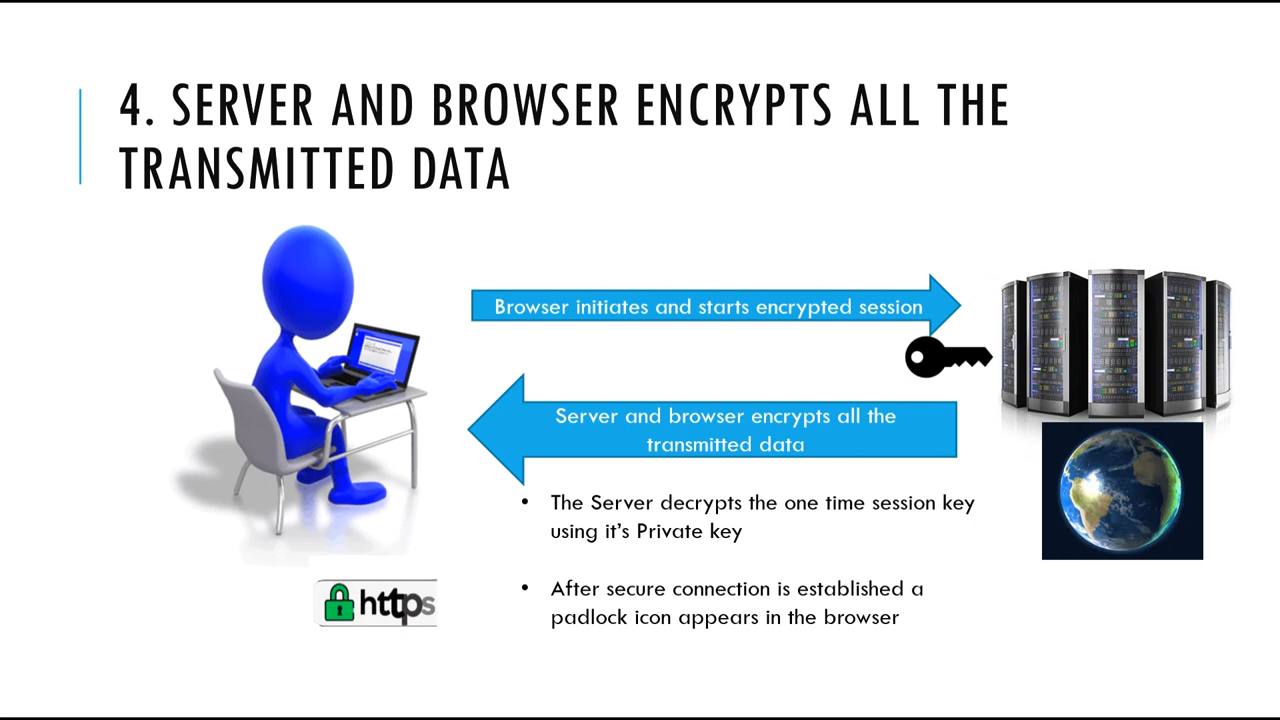 4. SERVER AND BROWSER ENCRYPTS ALL THE
TRANSMITTED DATA
Browser initiates and starts encrypted session
Server and browser encrypts all the
transmitted data
• The Server decrypts the one time session key
using it’s Private key
• After secure connection is established a
padlock icon appears in the browser
https